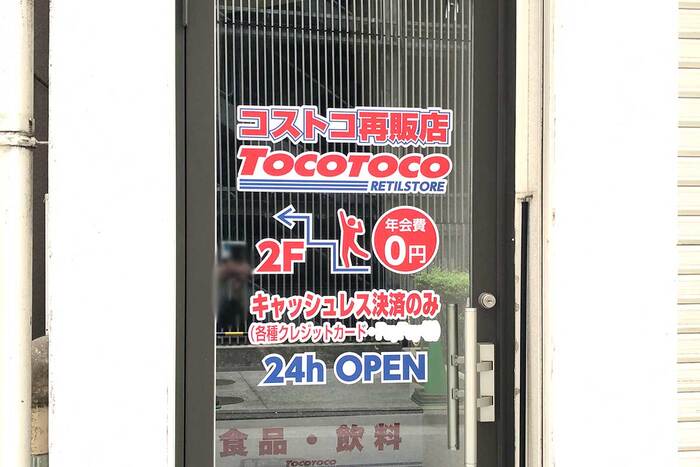 コストコ再販店
TOCOTOCO
RETILSTORE
2F
年会費
0円
キャッシュレス決済のみ
(各種クレジットカード・
24h OPEN
食品・飲料
TOCOTOCO